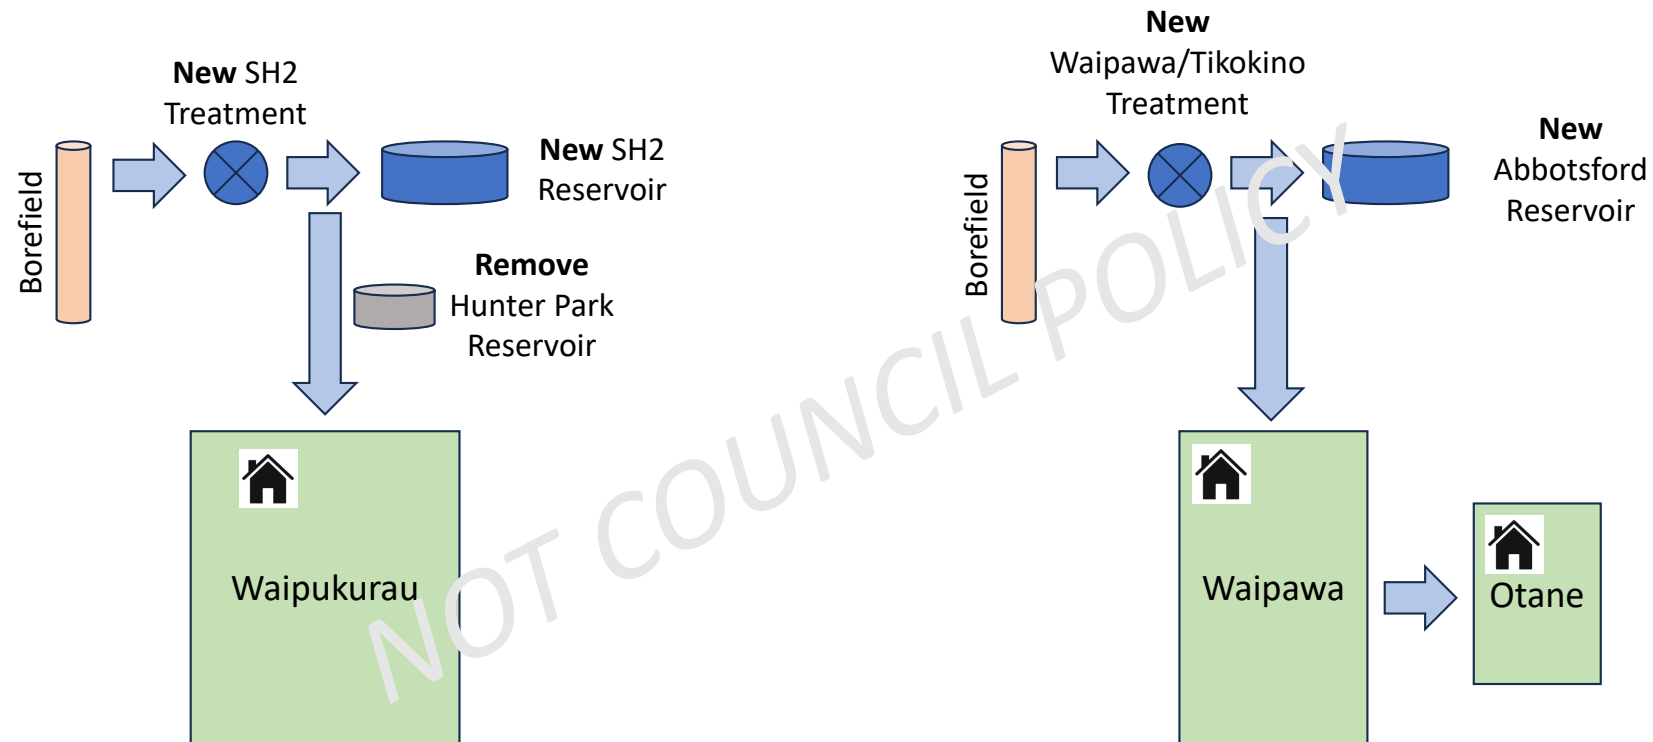 New SH2
Treatment
Borefield
New SH2
Reservoir
Remove
Hunter Park
Reservoir
Waipukurau
New
Waipawa/Tikokino
Treatment
Borefield
New
Abbotsford
Reservoir
Waipawa
Otane
NOT COUNCIL POLICY